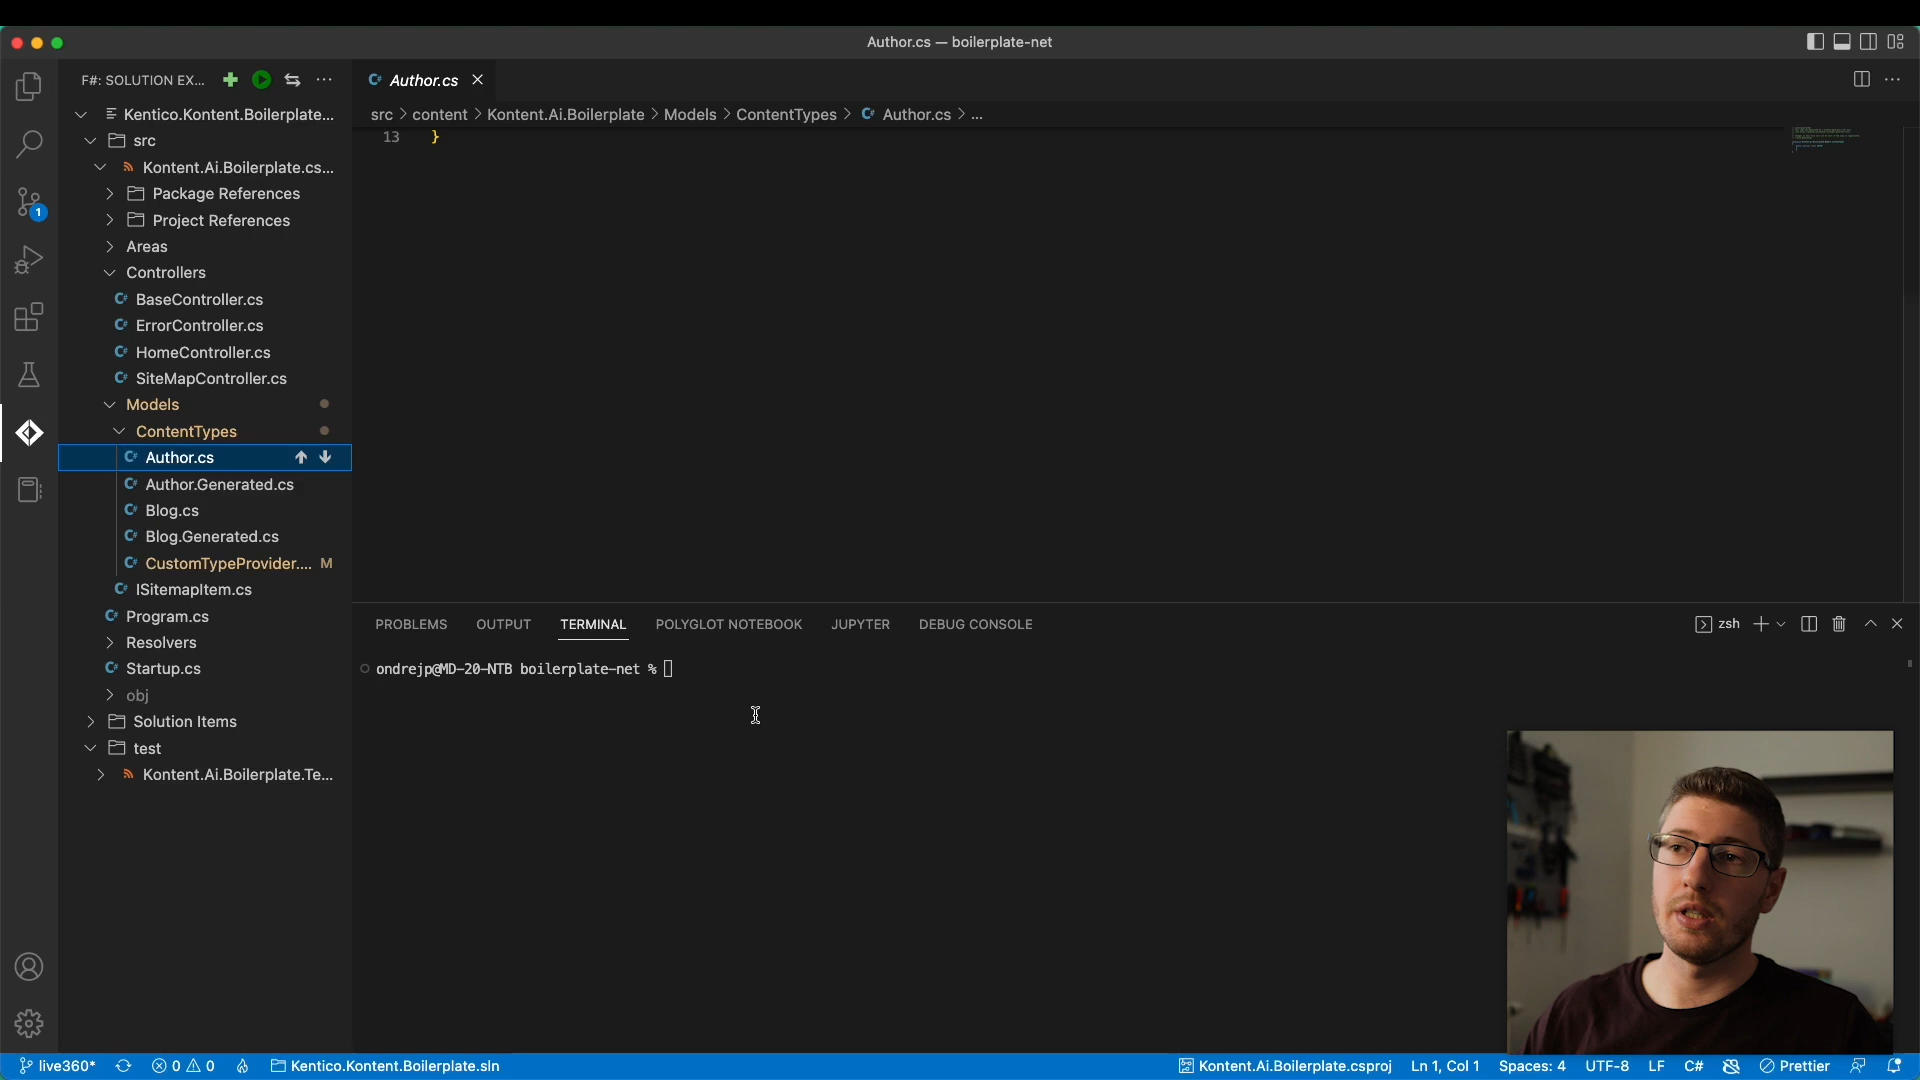 Author.cs — boilerplate-net
F#: SOLUTION EX...
Author.cs
src > content > Kontent.Ai.Boilerplate > Models > ContentTypes > Author.cs > ...
13 }
Kentico.Kontent.Boilerplate...
src
Kontent.Ai.Boilerplate.cs...
Package References
Project References
Areas
Controllers
BaseController.cs
ErrorController.cs
HomeController.cs
SiteMapController.cs
Models
ContentTypes
Author.cs
Author.Generated.cs
Blog.cs
Blog.Generated.cs
CustomTypeProvider.... M
ISitemapItem.cs
Program.cs
Resolvers
Startup.cs
obj
Solution Items
test
Kontent.Ai.Boilerplate.Te...
1
PROBLEMS OUTPUT TERMINAL POLYGLOT NOTEBOOK JUPYTER DEBUG CONSOLE
zsh
ondrejp@MD-20-NTB boilerplate-net %
live360* 0 0 Kentico.Kontent.Boilerplate.sln Kontent.Ai.Boilerplate.csproj Ln 1, Col 1 Spaces: 4 UTF-8 LF C# Prettier